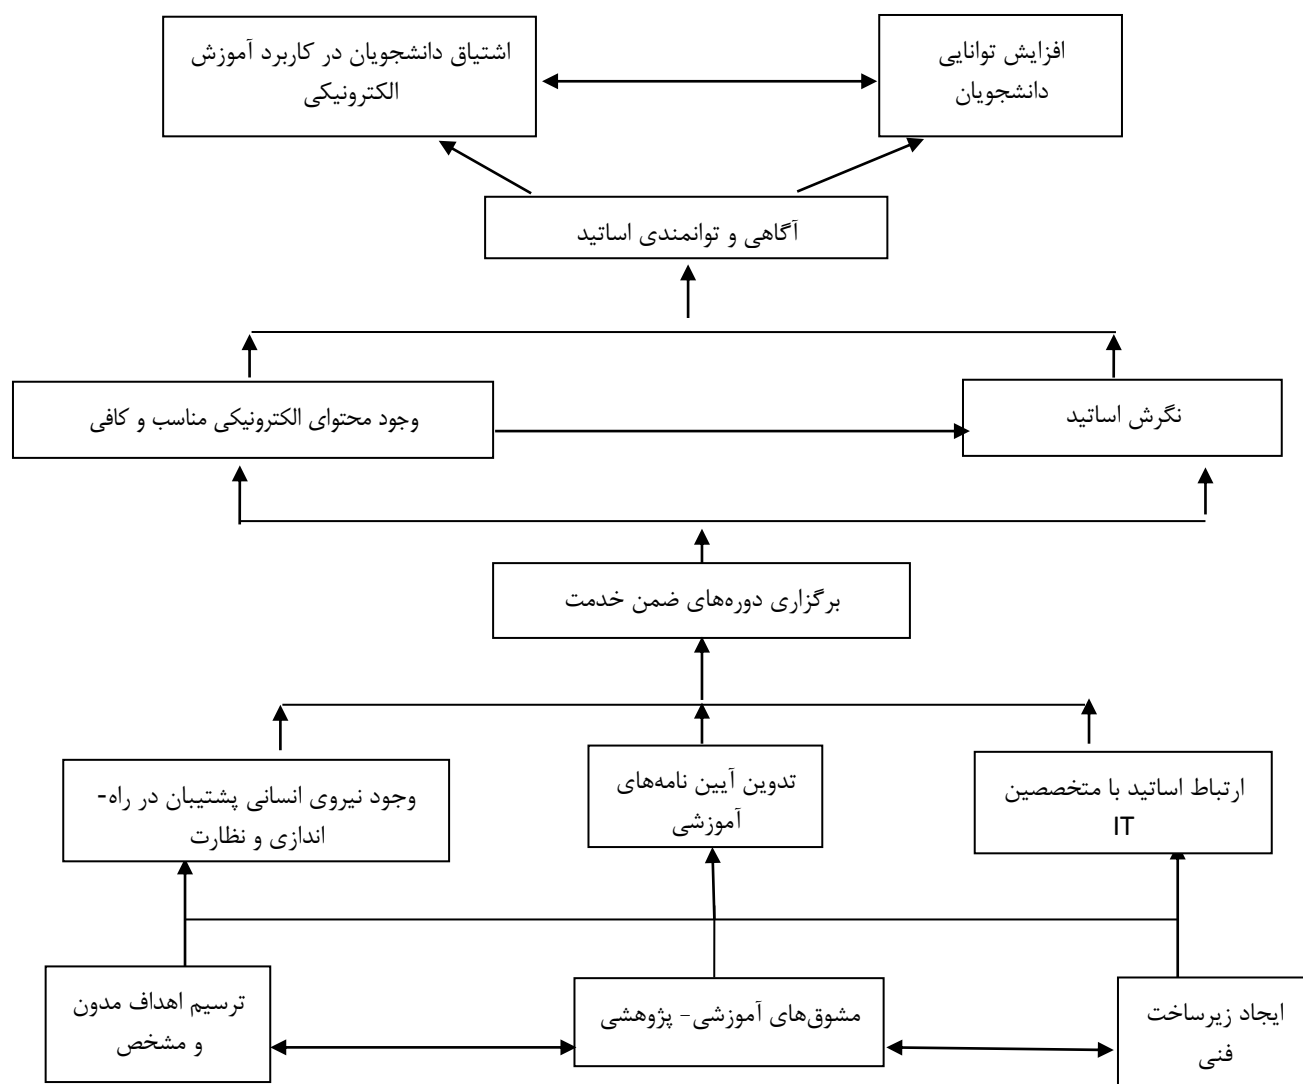 افزایش توانایی
دانشجویان
اشتیاق دانشجویان در کاربرد آموزش
الکترونیکی
آگاهی و توانمندی اساتید
نگرش اساتید
وجود محتوای الکترونیکی مناسب و کافی
برگزاری دوره‌های ضمن خدمت
ارتباط اساتید با متخصصین
IT
تدوین آیین نامه‌های
آموزشی
وجود نیروی انسانی پشتیبان در راه-
اندازی و نظارت
ایجاد زیرساخت
فنی
مشوق‌های آموزشی- پژوهشی
ترسیم اهداف مدون
و مشخص